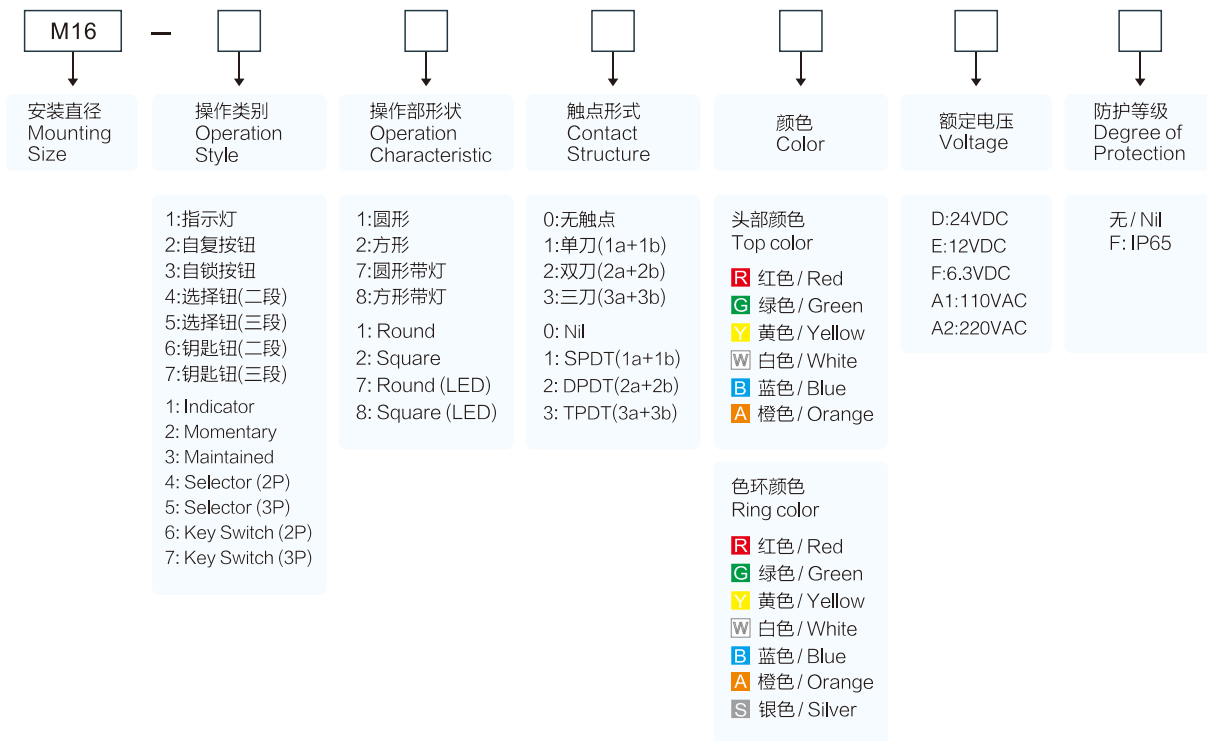 M16 –
安装直径
Mounting
Size
操作类别
Operation
Style
操作部形状
Operation
Characteristic
触点形式
Contact
Structure
颜色
Color
额定电压
Voltage
防护等级
Degree of
Protection
1:指示灯
2:自复按钮
3:自锁按钮
4:选择钮(二段)
5:选择钮(三段)
6:钥匙钮(二段)
7:钥匙钮(三段)
1: Indicator
2: Momentary
3: Maintained
4: Selector (2P)
5: Selector (3P)
6: Key Switch (2P)
7: Key Switch (3P)
1:圆形
2:方形
7:圆形带灯
8:方形带灯
1: Round
2: Square
7: Round (LED)
8: Square (LED)
0:无触点
1:单刀(1a+1b)
2:双刀(2a+2b)
3:三刀(3a+3b)
0: Nil
1: SPDT(1a+1b)
2: DPDT(2a+2b)
3: TPDT(3a+3b)
头部颜色
Top color
R 红色/Red
G 绿色/Green
Y 黄色/Yellow
W 白色/White
B 蓝色/Blue
A 橙色/Orange
色环颜色
Ring color
R 红色/Red
G 绿色/Green
Y 黄色/Yellow
W 白色/White
B 蓝色/Blue
A 橙色/Orange
S 银色/Silver
D:24VDC
E:12VDC
F:6.3VDC
A1:110VAC
A2:220VAC
无/Nil
F: IP65